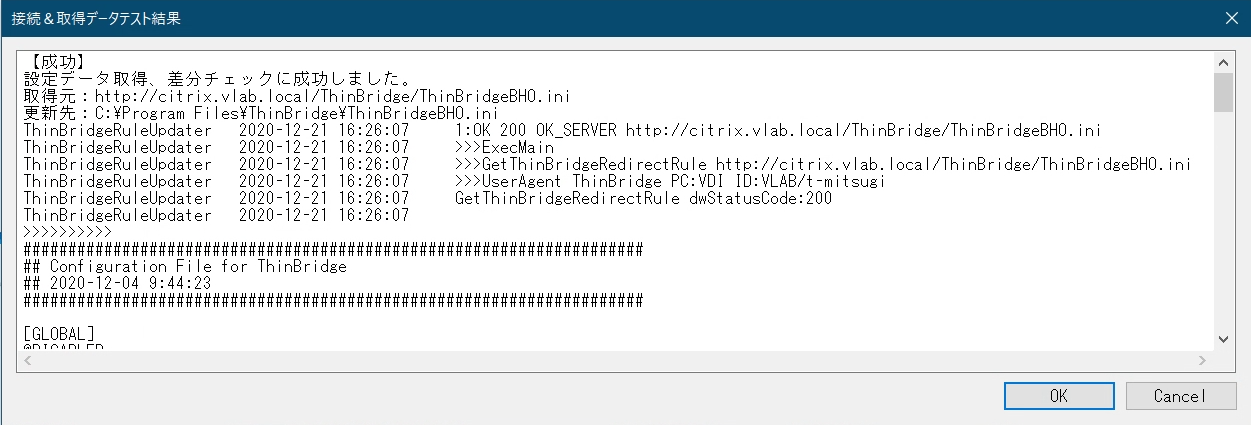 接続＆取得データテスト結果
【成功】
設定データ取得、差分チェックに成功しました。
取得元：http://citrix.vlab.local/ThinBridge/ThinBridgeBHO.ini
更新先：C:¥Program Files¥ThinBridge¥ThinBridgeBHO.ini
ThinBridgeRuleUpdater 2020-12-21 16:26:07 1:OK 200 OK_SERVER http://citrix.vlab.local/ThinBridge/ThinBridgeBHO.ini
ThinBridgeRuleUpdater 2020-12-21 16:26:07 >>>ExecMain
ThinBridgeRuleUpdater 2020-12-21 16:26:07 >>>GetThinBridgeRedirectRule http://citrix.vlab.local/ThinBridge/ThinBridgeBHO.ini
ThinBridgeRuleUpdater 2020-12-21 16:26:07 >>>UserAgent ThinBridge PC:VDI ID:VLAB/t-mitsugi
ThinBridgeRuleUpdater 2020-12-21 16:26:07 GetThinBridgeRedirectRule dwStatusCode:200
ThinBridgeRuleUpdater 2020-12-21 16:26:07
>>>>>>>>>>
#####################################################################
## Configuration File for ThinBridge
## 2020-12-04 9:44:23
#####################################################################
[GLOBAL]
@DISABLED
OK Cancel